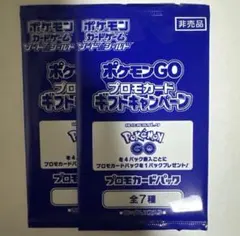 非売品
ポケモン
カードゲーム
ソード&シールド
ポケモンGO
プロモカード
ギフトキャンペーン
Pokémon
GO
を4パック購入ごとに
プロモカードパックを1パックプレゼント!
プロモカードパック
全7種